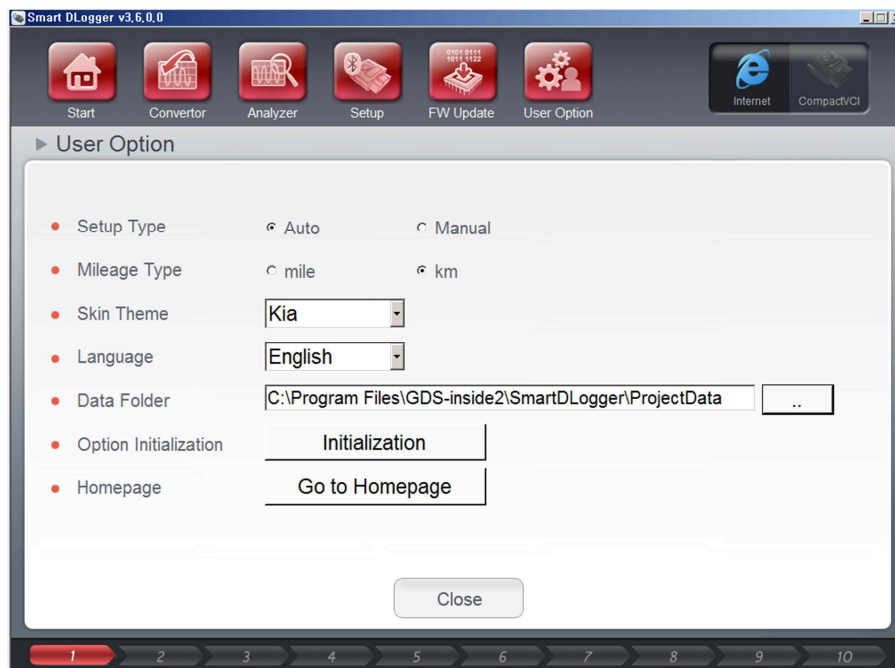 Smart DLogger v3,6,0,0
Start
Convertor
Analyzer
Setup
0101 0111
1011 1122
FW Update
User Option
Internet
CompactVCI
User Option
Setup Type Auto Manual
Mileage Type mile km
Skin Theme Kia
Language English
Data Folder C:\Program Files\GDS-inside2\SmartDLogger\ProjectData ..
Option Initialization Initialization
Homepage Go to Homepage
Close
1 2 3 4 5 6 7 8 9 10